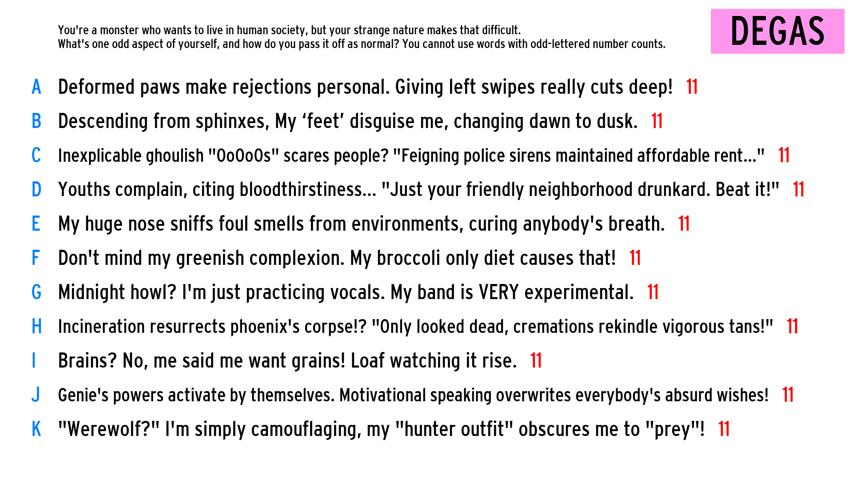 You're a monster who wants to live in human society, but your strange nature makes that difficult.
What's one odd aspect of yourself, and how do you pass it off as normal? You cannot use words with odd-lettered number counts.
DEGAS
A Deformed paws make rejections personal. Giving left swipes really cuts deep! 11
B Descending from sphinxes, My ‘feet’ disguise me, changing dawn to dusk. 11
C Inexplicable ghoulish "OoOoOs" scares people? "Feigning police sirens maintained affordable rent..." 11
D Youths complain, citing bloodthirstiness... "Just your friendly neighborhood drunkard. Beat it!" 11
E My huge nose sniffs foul smells from environments, curing anybody's breath. 11
F Don't mind my greenish complexion. My broccoli only diet causes that! 11
G Midnight howl? I'm just practicing vocals. My band is VERY experimental. 11
H Incineration resurrects phoenix's corpse!? "Only looked dead, cremations rekindle vigorous tans!" 11
I Brains? No, me said me want grains! Loaf watching it rise. 11
J Genie's powers activate by themselves. Motivational speaking overwrites everybody's absurd wishes! 11
K "Werewolf?" I'm simply camouflaging, my "hunter outfit" obscures me to "prey"! 11